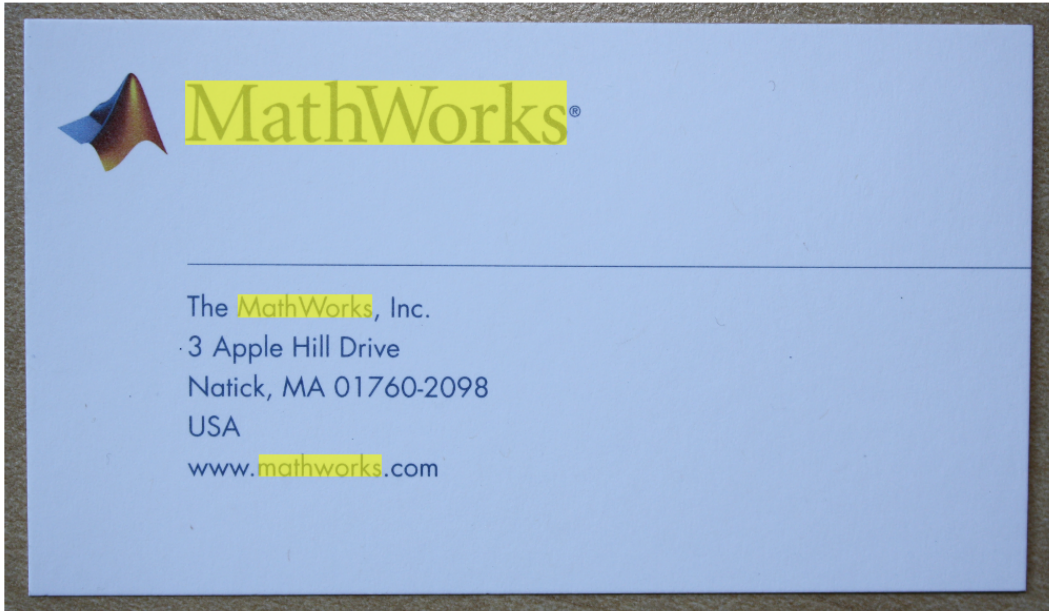 MathWorks®
The MathWorks, Inc.
3 Apple Hill Drive
Natick, MA 01760-2098
USA
www.mathworks.com